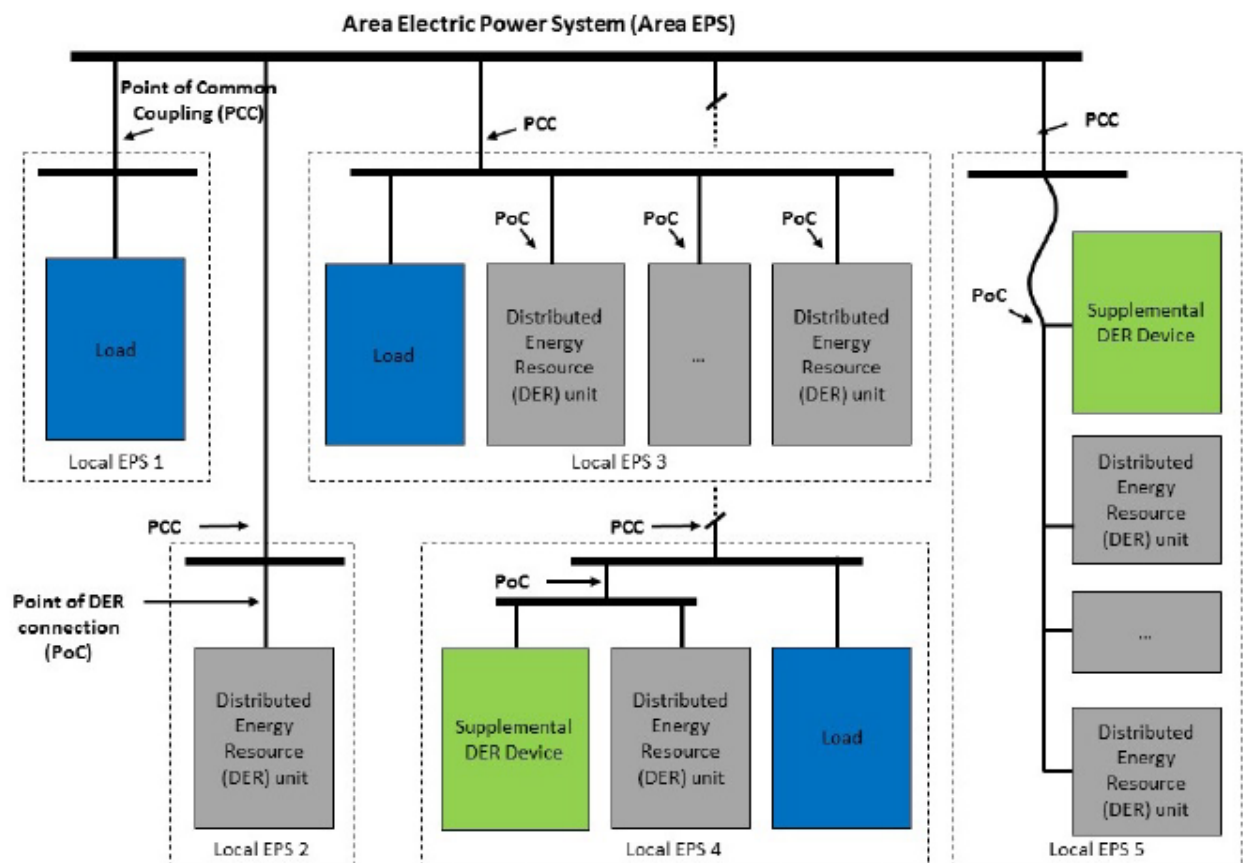 Area Electric Power System (Area EPS)
Point of Common
Coupling (PCC)
PCC
PCC
PoC
PoC
PoC
Load
Load
Distributed
Energy
Resource
(DER) unit
...
Distributed
Energy
Resource
(DER) unit
PoC
Supplemental
DER Device
Local EPS 1
Local EPS 3
Distributed
Energy
Resource
(DER) unit
...
Distributed
Energy
Resource
(DER) unit
Local EPS 5
PCC
PCC
Point of DER
connection
(PoC)
Distributed
Energy
Resource
(DER) unit
Local EPS 2
PoC
Supplemental
DER Device
Distributed
Energy
Resource
(DER) unit
Load
Local EPS 4